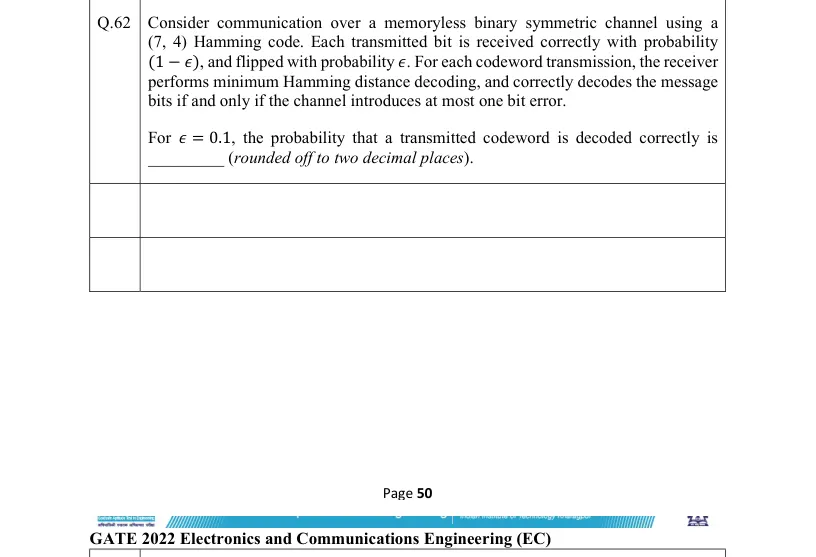 Q.62 Consider communication over a memoryless binary symmetric channel using a
(7, 4) Hamming code. Each transmitted bit is received correctly with probability
(1 − ϵ), and flipped with probability ϵ. For each codeword transmission, the receiver
performs minimum Hamming distance decoding, and correctly decodes the message
bits if and only if the channel introduces at most one bit error.
For ϵ = 0.1, the probability that a transmitted codeword is decoded correctly is
__________ (rounded off to two decimal places).
Page 50
GATE 2022 Electronics and Communications Engineering (EC)